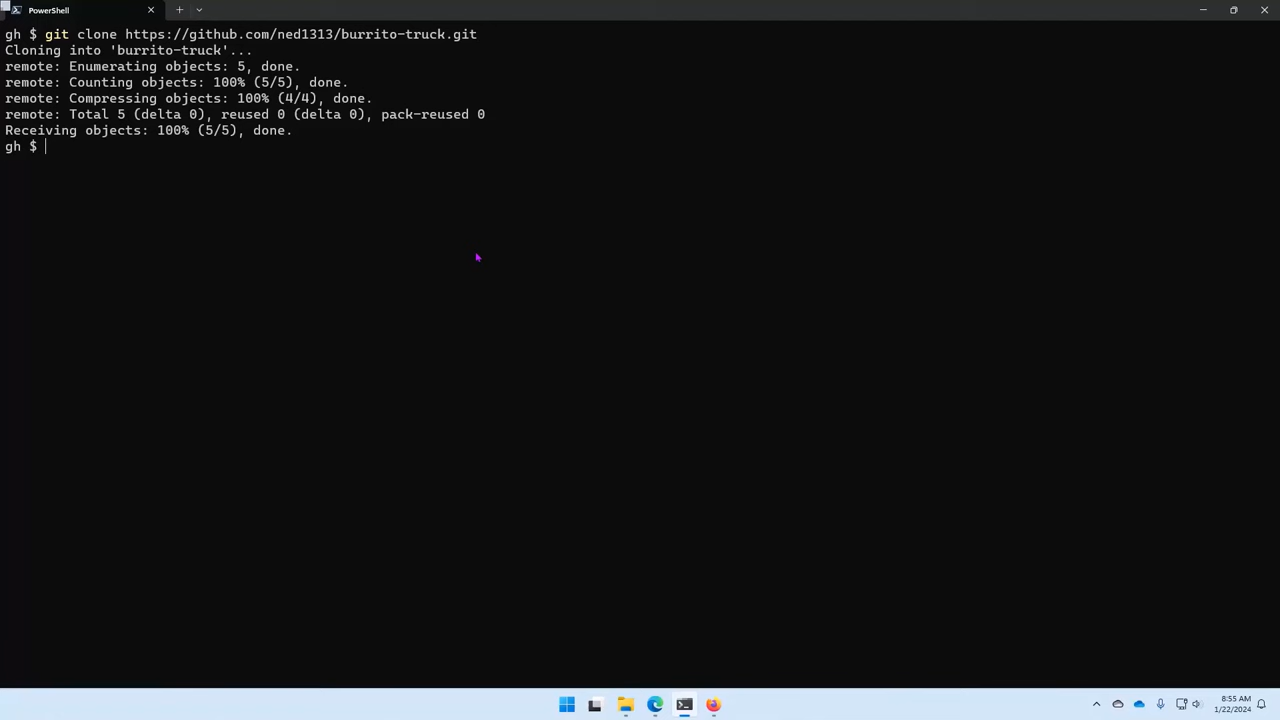 PowerShell
gh $ git clone https://github.com/ned1313/burrito-truck.git
Cloning into 'burrito-truck'...
remote: Enumerating objects: 5, done.
remote: Counting objects: 100% (5/5), done.
remote: Compressing objects: 100% (4/4), done.
remote: Total 5 (delta 0), reused 0 (delta 0), pack-reused 0
Receiving objects: 100% (5/5), done.
gh $
8:55 AM
1/22/2024